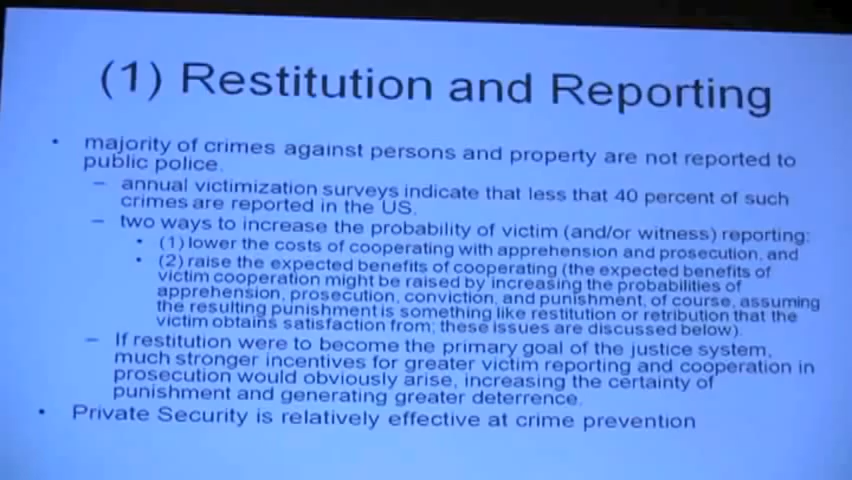 (1) Restitution and Reporting
• majority of crimes against persons and property are not reported to
public police.
– annual victimization surveys indicate that less that 40 percent of such
crimes are reported in the US.
– two ways to increase the probability of victim (and/or witness) reporting:
• (1) lower the costs of cooperating with apprehension and prosecution, and
• (2) raise the expected benefits of cooperating (the expected benefits of
victim cooperation might be raised by increasing the probabilities of
apprehension, prosecution, conviction, and punishment, of course, assuming
the resulting punishment is something like restitution or retribution that the
victim obtains satisfaction from; these issues are discussed below).
– If restitution were to become the primary goal of the justice system,
much stronger incentives for greater victim reporting and cooperation in
prosecution would obviously arise, increasing the certainty of
punishment and generating greater deterrence.
• Private Security is relatively effective at crime prevention